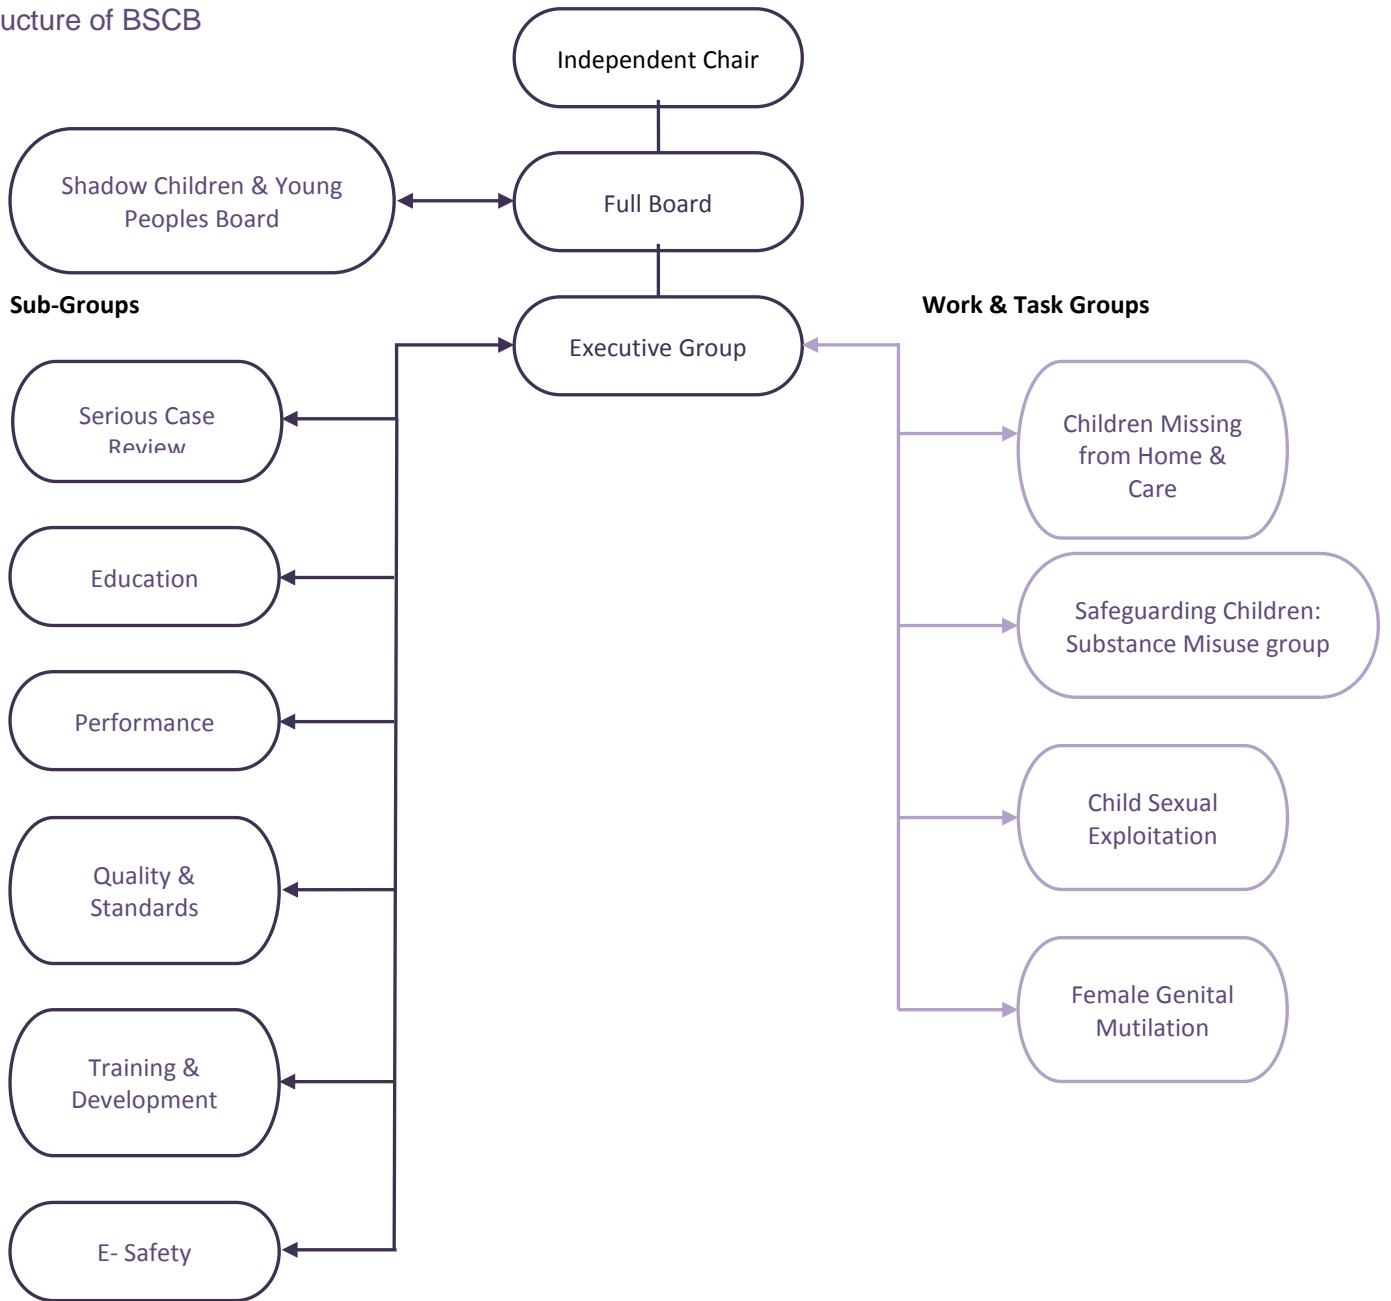 ucture of BSCB
Independent Chair
Shadow Children & Young
Peoples Board
Full Board
Sub-Groups
Executive Group
Work & Task Groups
Serious Case
Review
Education
Performance
Quality &
Standards
Training &
Development
E- Safety
Children Missing
from Home &
Care
Safeguarding Children:
Substance Misuse group
Child Sexual
Exploitation
Female Genital
Mutilation